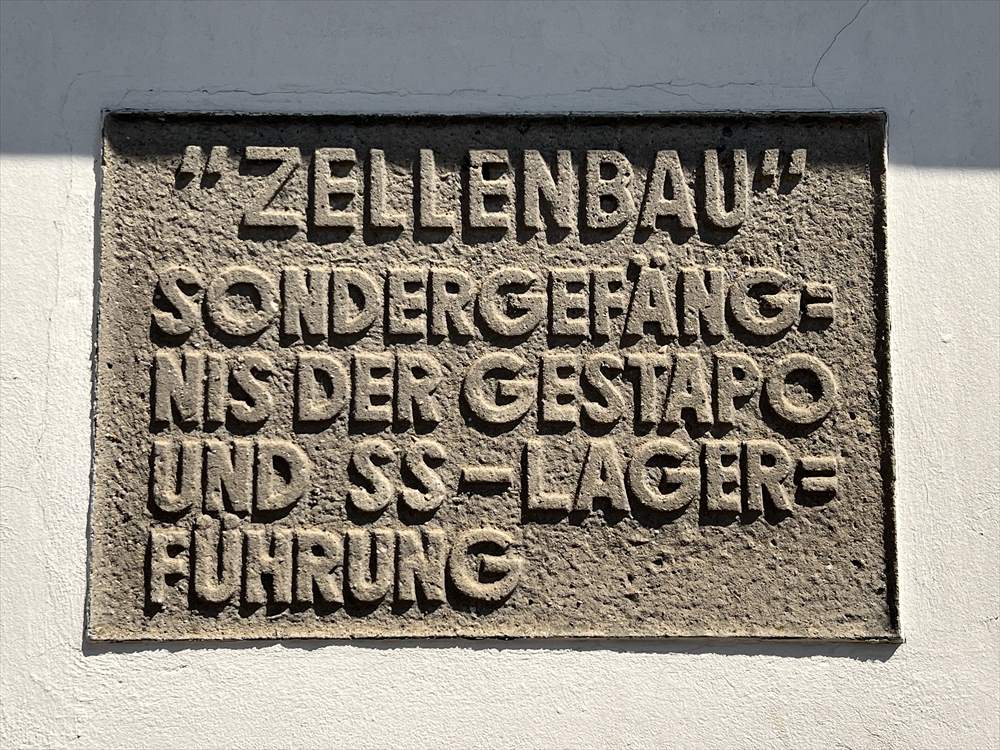 "ZELLENBAU"
SONDERGEFÄNG=
NIS DER GESTAPO
UND SS-LAGER=
FÜHRUNG